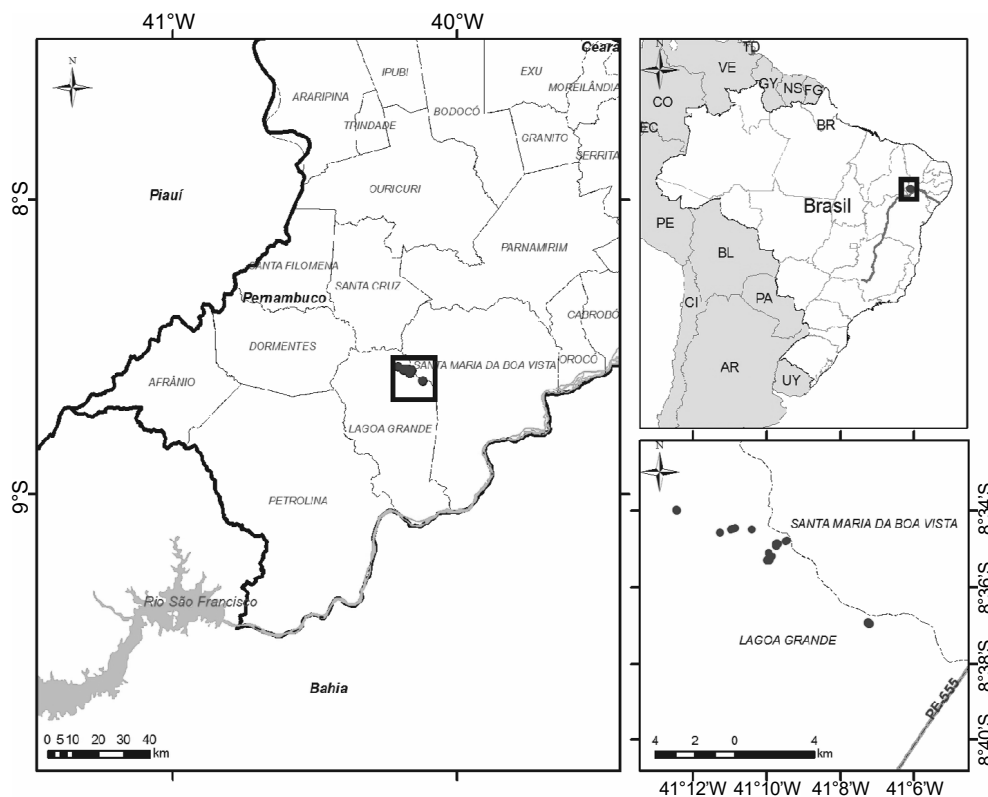 41°W
40°W
N
Ceará
IPUBI
EXU
MOREILÂNDIA
ARARIPINA
BODOCÓ
TRINDADE
GRANITO
SERRITA
8°S
Piauí
OURICURI
PARNAMIRIM
SANTA FILOMENA
SANTA CRUZ
Pernambuco
CABROBÓ
DORMENTES
SANTA MARIA DA BOA VISTA
OROCÓ
AFRÂNIO
LAGOA GRANDE
9°S
PETROLINA
Rio São Francisco
Bahia
0 5 10 20 30 40
km
N
TD
VE
GY
NS
FG
CO
EC
BR
Brasil
PE
BL
PA
CI
AR
UY
N
8°34'S
SANTA MARIA DA BOA VISTA
8°36'S
LAGOA GRANDE
8°38'S
PE-555
8°40'S
4 2 0 4
km
41°12'W 41°10'W 41°8'W 41°6'W